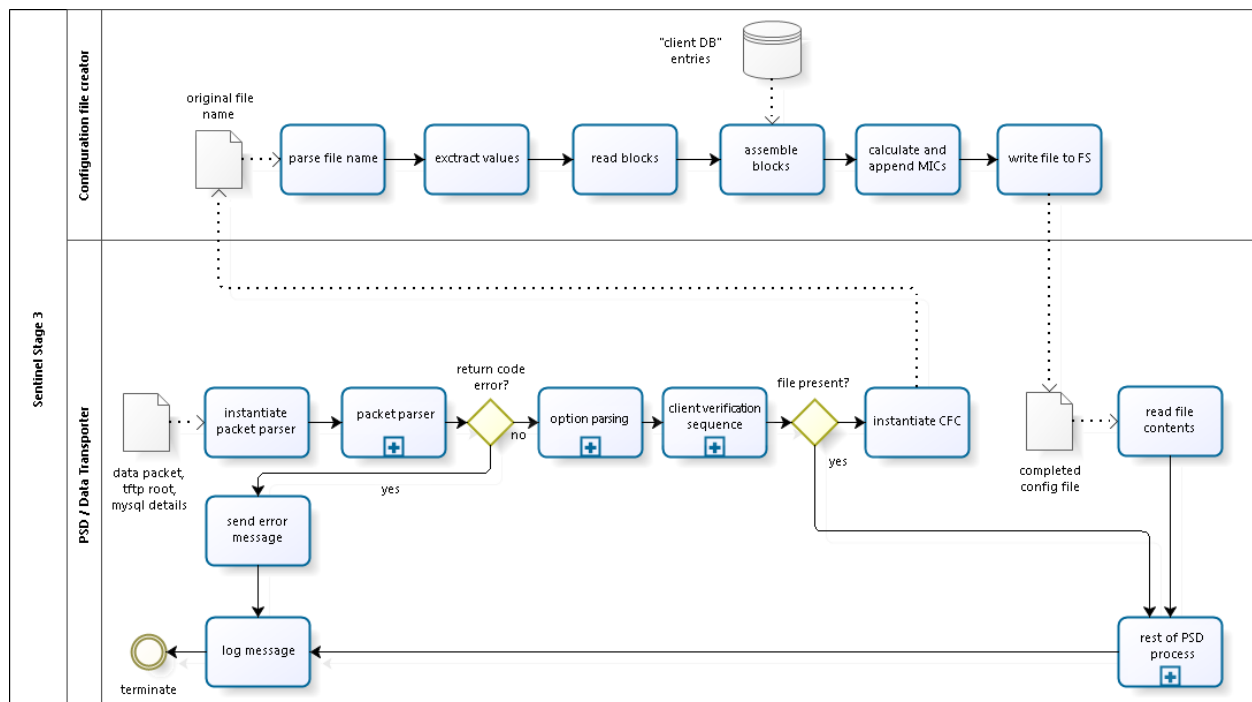 Sentinel Stage 3
Configuration file creator
"client DB"
entries
original file
name
parse file name
exctract values
read blocks
assemble
blocks
calculate and
append MICs
write file to FS
PSD / Data Transporter
data packet,
tftp root,
mysql details
instantiate
packet parser
packet parser
return code
error?
no
yes
option parsing
client verification
sequence
file present?
yes
instantiate CFC
completed
config file
read file
contents
send error
message
log message
terminate
rest of PSD
process